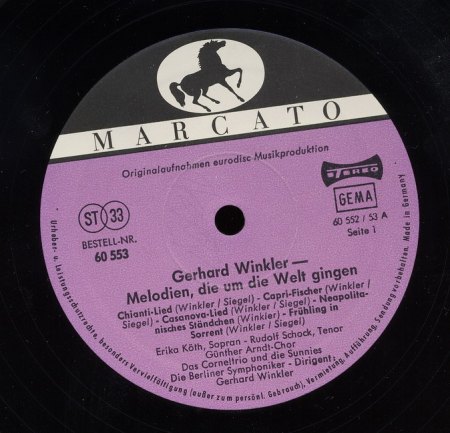 MARCATO
Originalaufnahmen eurodisc Musikproduktion
ST 33
BESTELL-NR.
60 553
STEREO
GEMA
60 552 / 53 A
Seite 1
Gerhard Winkler —
Melodien, die um die Welt gingen
Chianti-Lied (Winkler / Siegel) - Capri-Fischer (Winkler /
Siegel) - Casanova-Lied (Winkler / Siegel) - Neapolita-
nisches Ständchen (Winkler) - Frühling in
Sorrent (Winkler / Siegel)
Erika Köth, Sopran - Rudolf Schock, Tenor
Günther Arndt-Chor
Das Corneltrio und die Sunnies
Die Berliner Symphoniker - Dirigent:
Gerhard Winkler
Urheber- u. Leistungsschutzrechte, besonders Vervielfältigung (außer z. persönl. Gebrauch), Vermietung, Aufführung, Sendung vorbehalten. Made in Germany